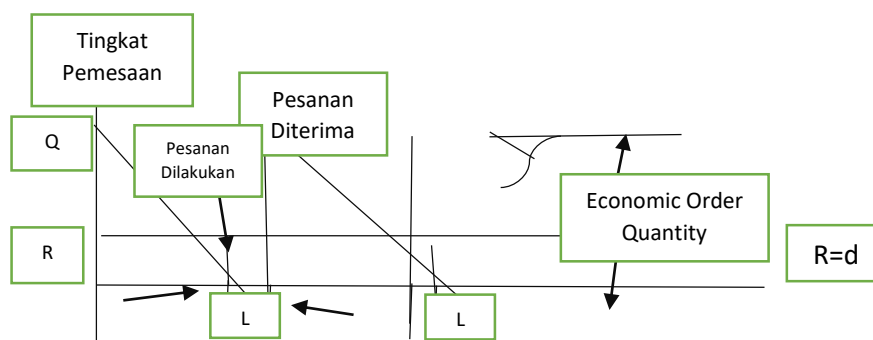 Tingkat
Pemesaan
Pesanan
Diterima
Q
Pesanan
Dilakukan
Economic Order
Quantity
R
R=d
L
L